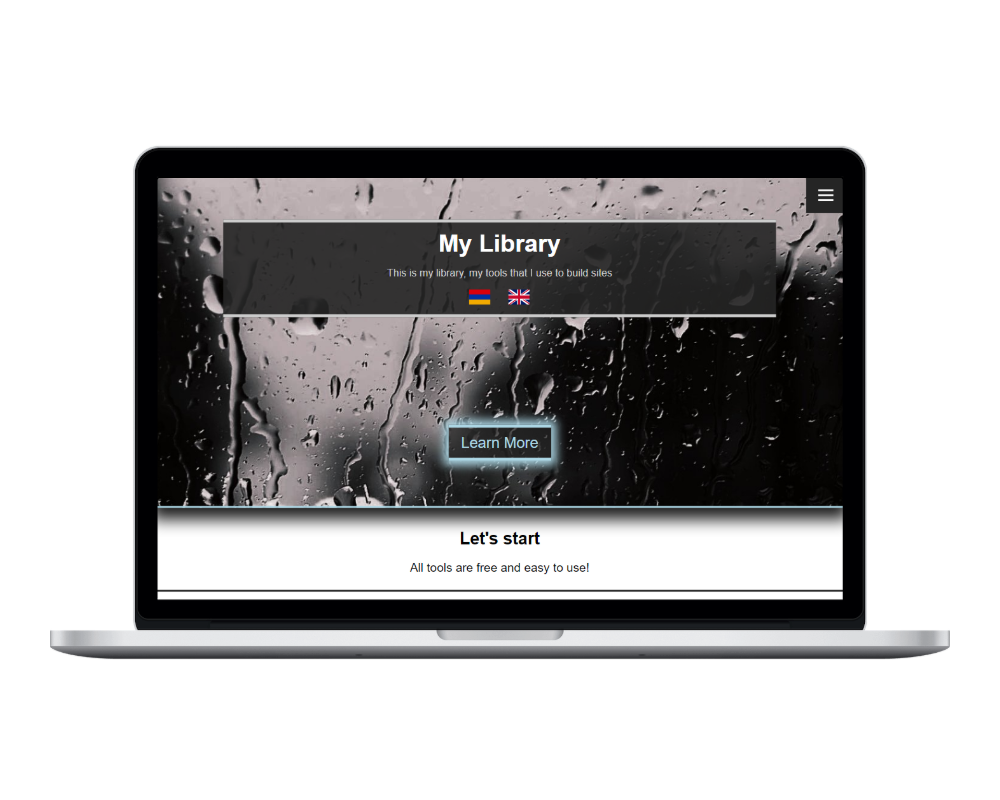 My Library
This is my library, my tools that I use to build sites
Learn More
Let's start
All tools are free and easy to use!